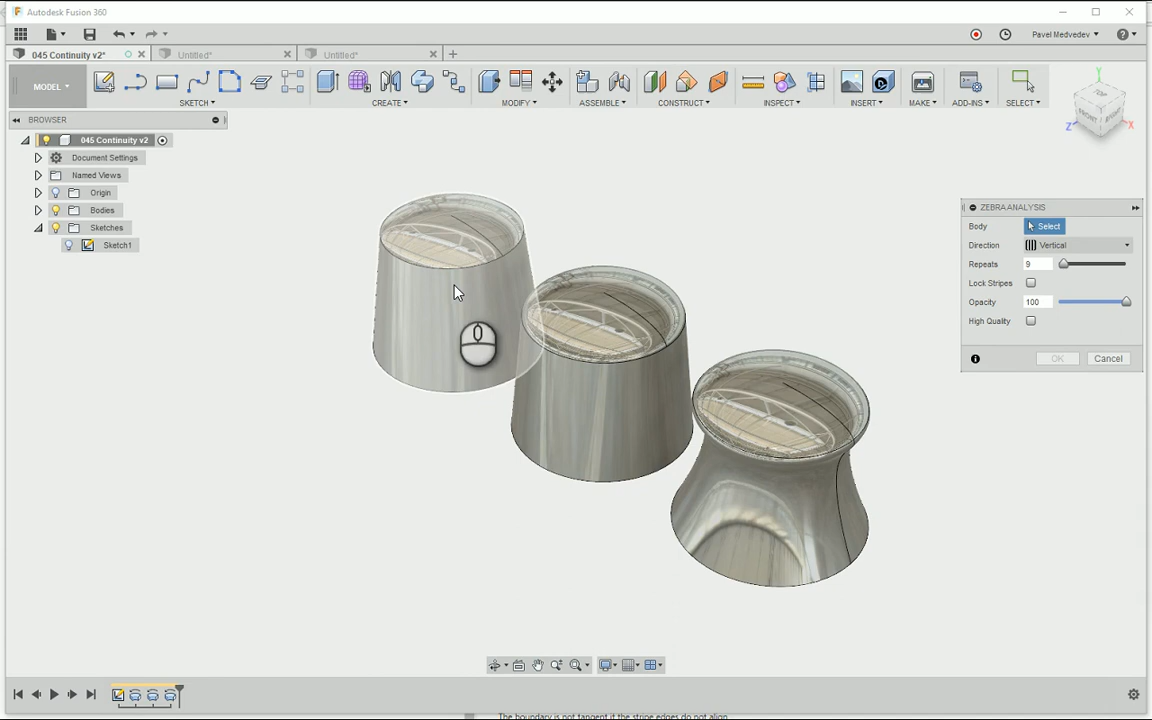 Autodesk Fusion 360
Pavel Medvedev
045 Continuity v2*
Untitled*
Untitled*
MODEL
SKETCH
CREATE
MODIFY
ASSEMBLE
CONSTRUCT
INSPECT
INSERT
MAKE
ADD-INS
SELECT
TOP
FRONT
RIGHT
Y
Z
X
BROWSER
045 Continuity v2
Document Settings
Named Views
Origin
Bodies
Sketches
Sketch1
ZEBRA ANALYSIS
Body
Select
Direction
Vertical
Repeats
9
Lock Stripes
Opacity
100
High Quality
OK
Cancel
The boundary is not tangent if the stripe edges do not align